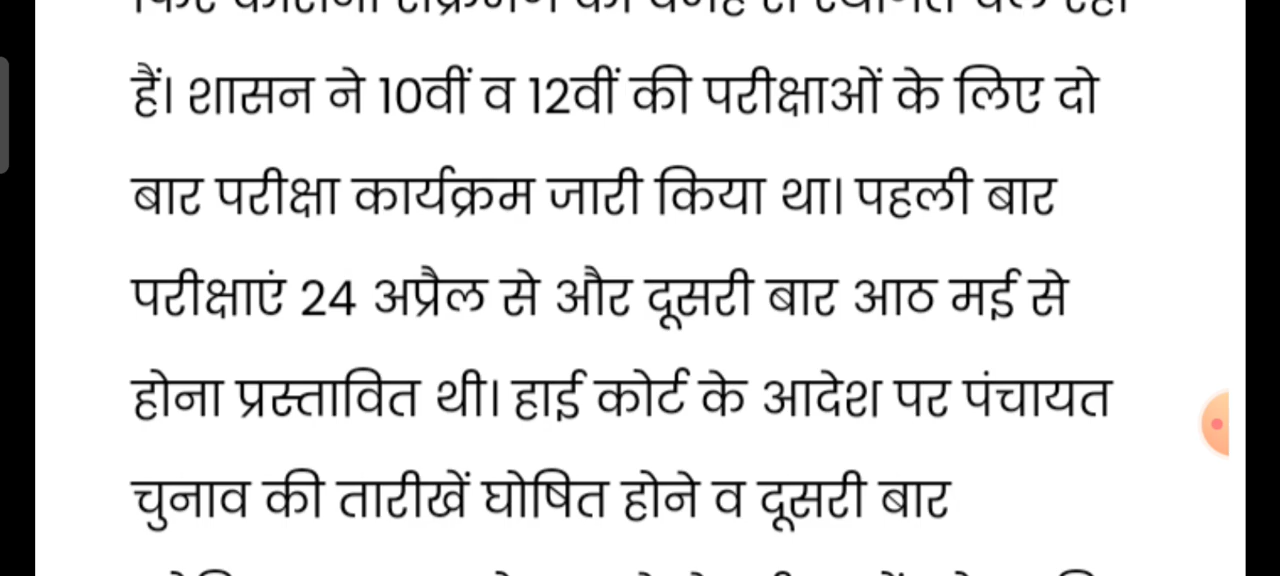 हैं। शासन ने 10वीं व 12वीं की परीक्षाओं के लिए दो
बार परीक्षा कार्यक्रम जारी किया था। पहली बार
परीक्षाएं 24 अप्रैल से और दूसरी बार आठ मई से
होना प्रस्तावित थी। हाई कोर्ट के आदेश पर पंचायत
चुनाव की तारीखें घोषित होने व दूसरी बार